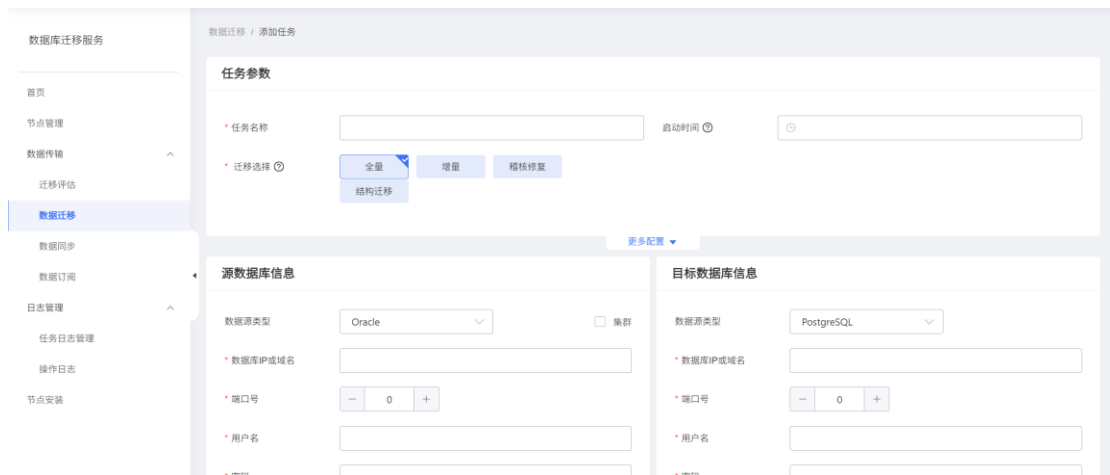 数据库迁移服务
首页
节点管理
数据传输
迁移评估
数据迁移
数据同步
数据订阅
日志管理
任务日志管理
操作日志
节点安装
数据迁移 / 添加任务
任务参数
* 任务名称
启动时间 ?
* 迁移选择 ?
全量 增量 稽核修复
结构迁移
更多配置
源数据库信息
数据源类型 Oracle 集群
* 数据库IP或域名
* 端口号 − 0 +
* 用户名
目标数据库信息
数据源类型 PostgreSQL
* 数据库IP或域名
* 端口号 − 0 +
* 用户名